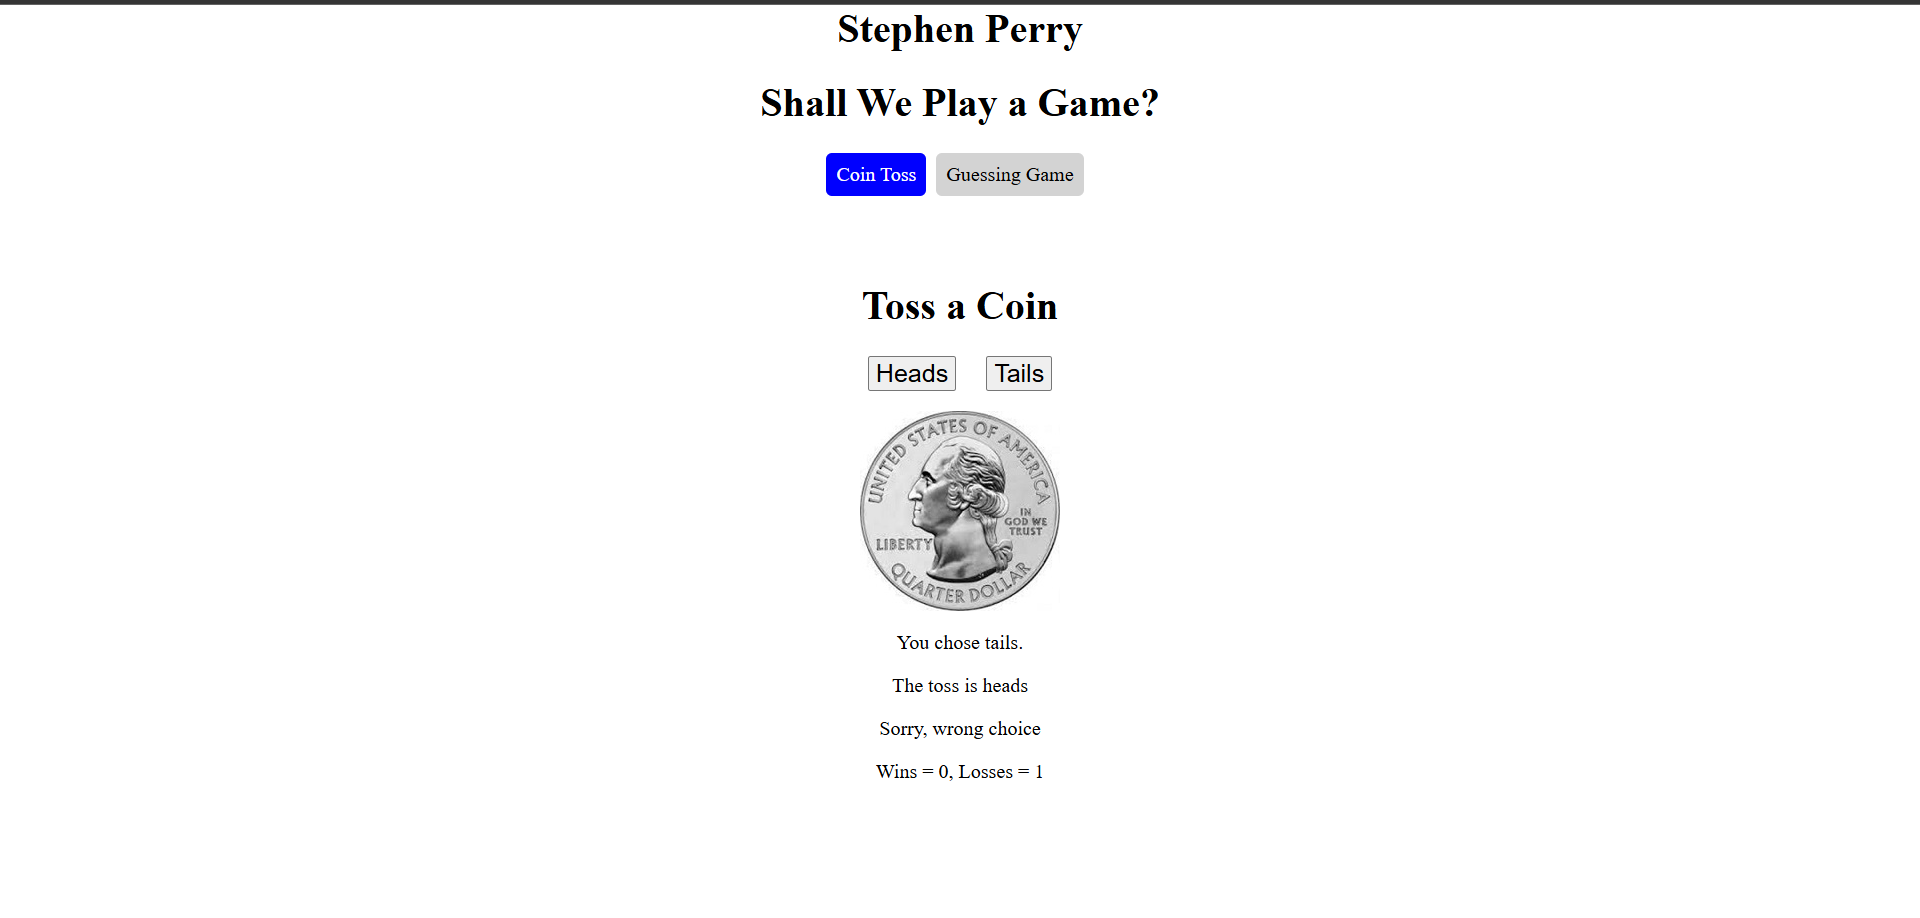 Stephen Perry
Shall We Play a Game?
Coin Toss Guessing Game
Toss a Coin
Heads Tails
UNITED STATES OF AMERICA
IN
GOD WE
TRUST
LIBERTY
QUARTER DOLLAR
You chose tails.
The toss is heads
Sorry, wrong choice
Wins = 0, Losses = 1